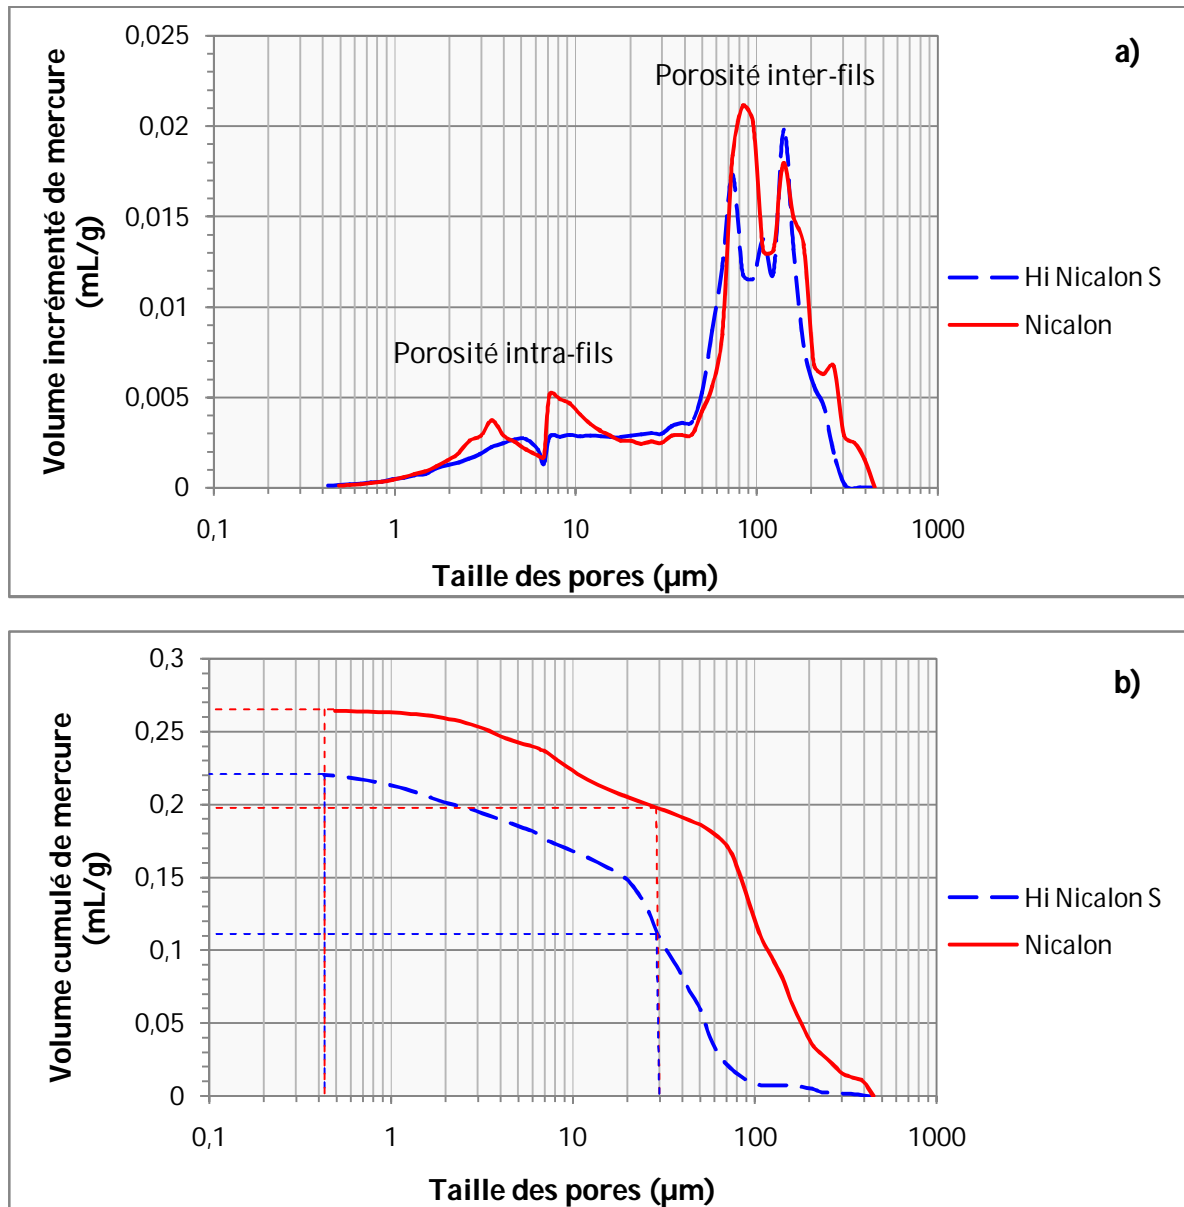 a)
0,025
0,02
0,015
0,01
0,005
0
Volume incrémenté de mercure
(mL/g)
Porosité inter-fils
Porosité intra-fils
Hi Nicalon S
Nicalon
0,1 1 10 100 1000
Taille des pores (µm)
b)
0,3
0,25
0,2
0,15
0,1
0,05
0
Volume cumulé de mercure
(mL/g)
Hi Nicalon S
Nicalon
0,1 1 10 100 1000
Taille des pores (µm)